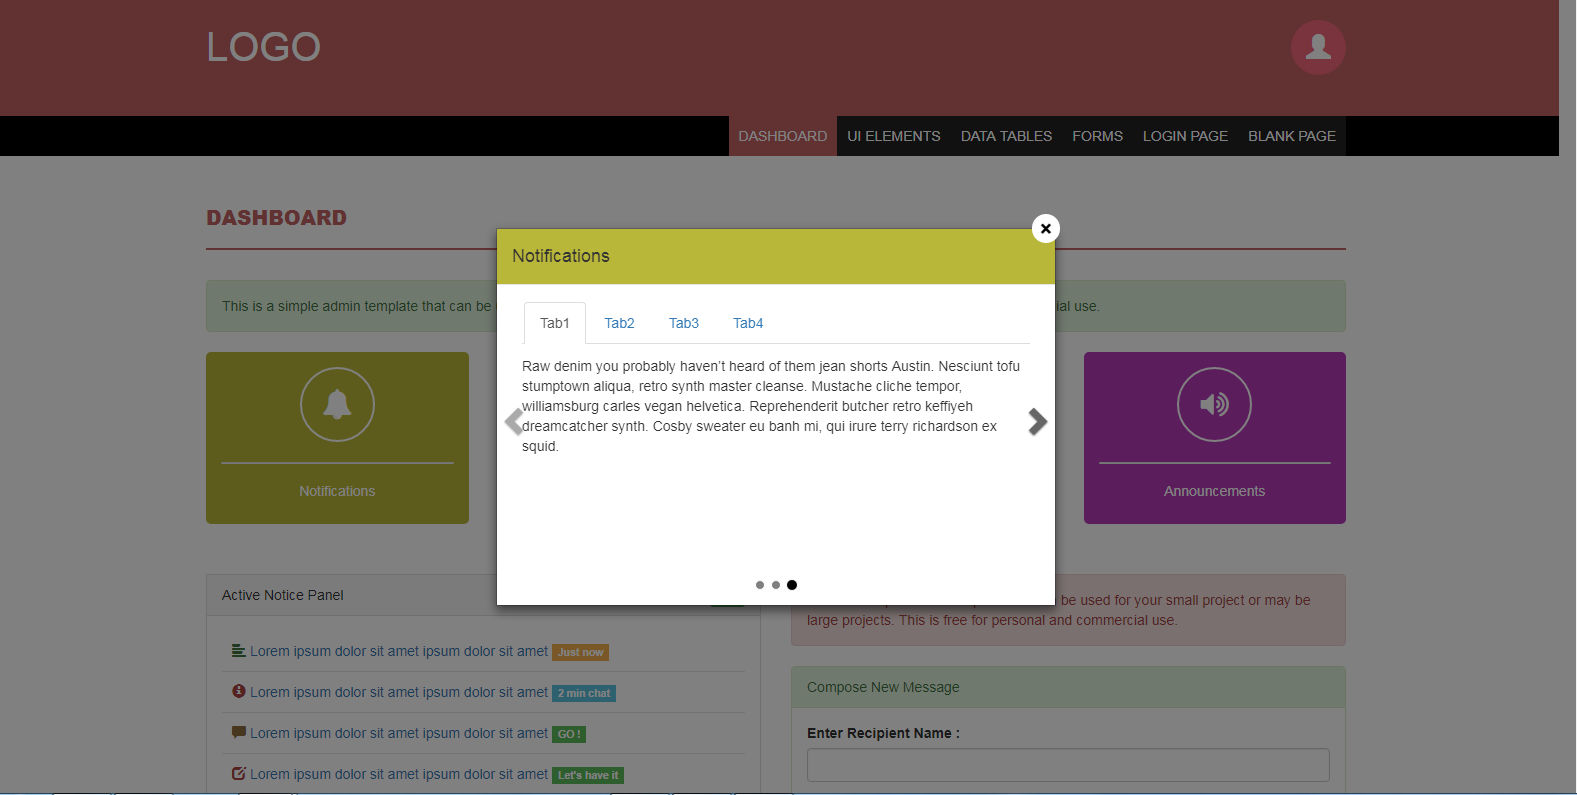 LOGO
DASHBOARD UI ELEMENTS DATA TABLES FORMS LOGIN PAGE BLANK PAGE
DASHBOARD
Notifications
This is a simple admin template that can be
ial use.
Tab1 Tab2 Tab3 Tab4
Raw denim you probably haven't heard of them jean shorts Austin. Nesciunt tofu
stumptown aliqua, retro synth master cleanse. Mustache cliche tempor,
williamsburg carles vegan helvetica. Reprehenderit butcher retro keffiyeh
dreamcatcher synth. Cosby sweater eu banh mi, qui irure terry richardson ex
squid.
Notifications
Announcements
Active Notice Panel
Lorem ipsum dolor sit amet ipsum dolor sit amet Just now
Lorem ipsum dolor sit amet ipsum dolor sit amet 2 min chat
Lorem ipsum dolor sit amet ipsum dolor sit amet GO !
Lorem ipsum dolor sit amet ipsum dolor sit amet Let's have it
be used for your small project or may be
large projects. This is free for personal and commercial use.
Compose New Message
Enter Recipient Name :